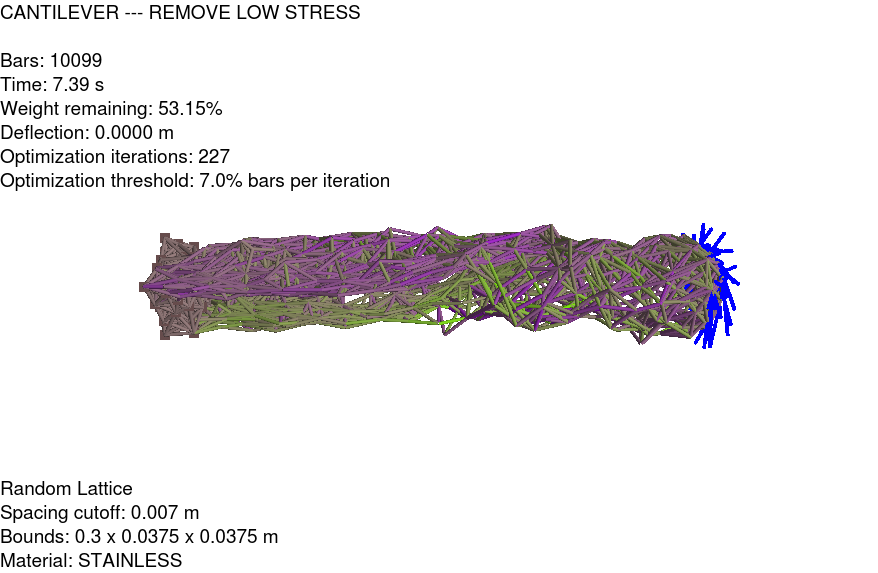 CANTILEVER --- REMOVE LOW STRESS
Bars: 10099
Time: 7.39 s
Weight remaining: 53.15%
Deflection: 0.0000 m
Optimization iterations: 227
Optimization threshold: 7.0% bars per iteration
Random Lattice
Spacing cutoff: 0.007 m
Bounds: 0.3 x 0.0375 x 0.0375 m
Material: STAINLESS